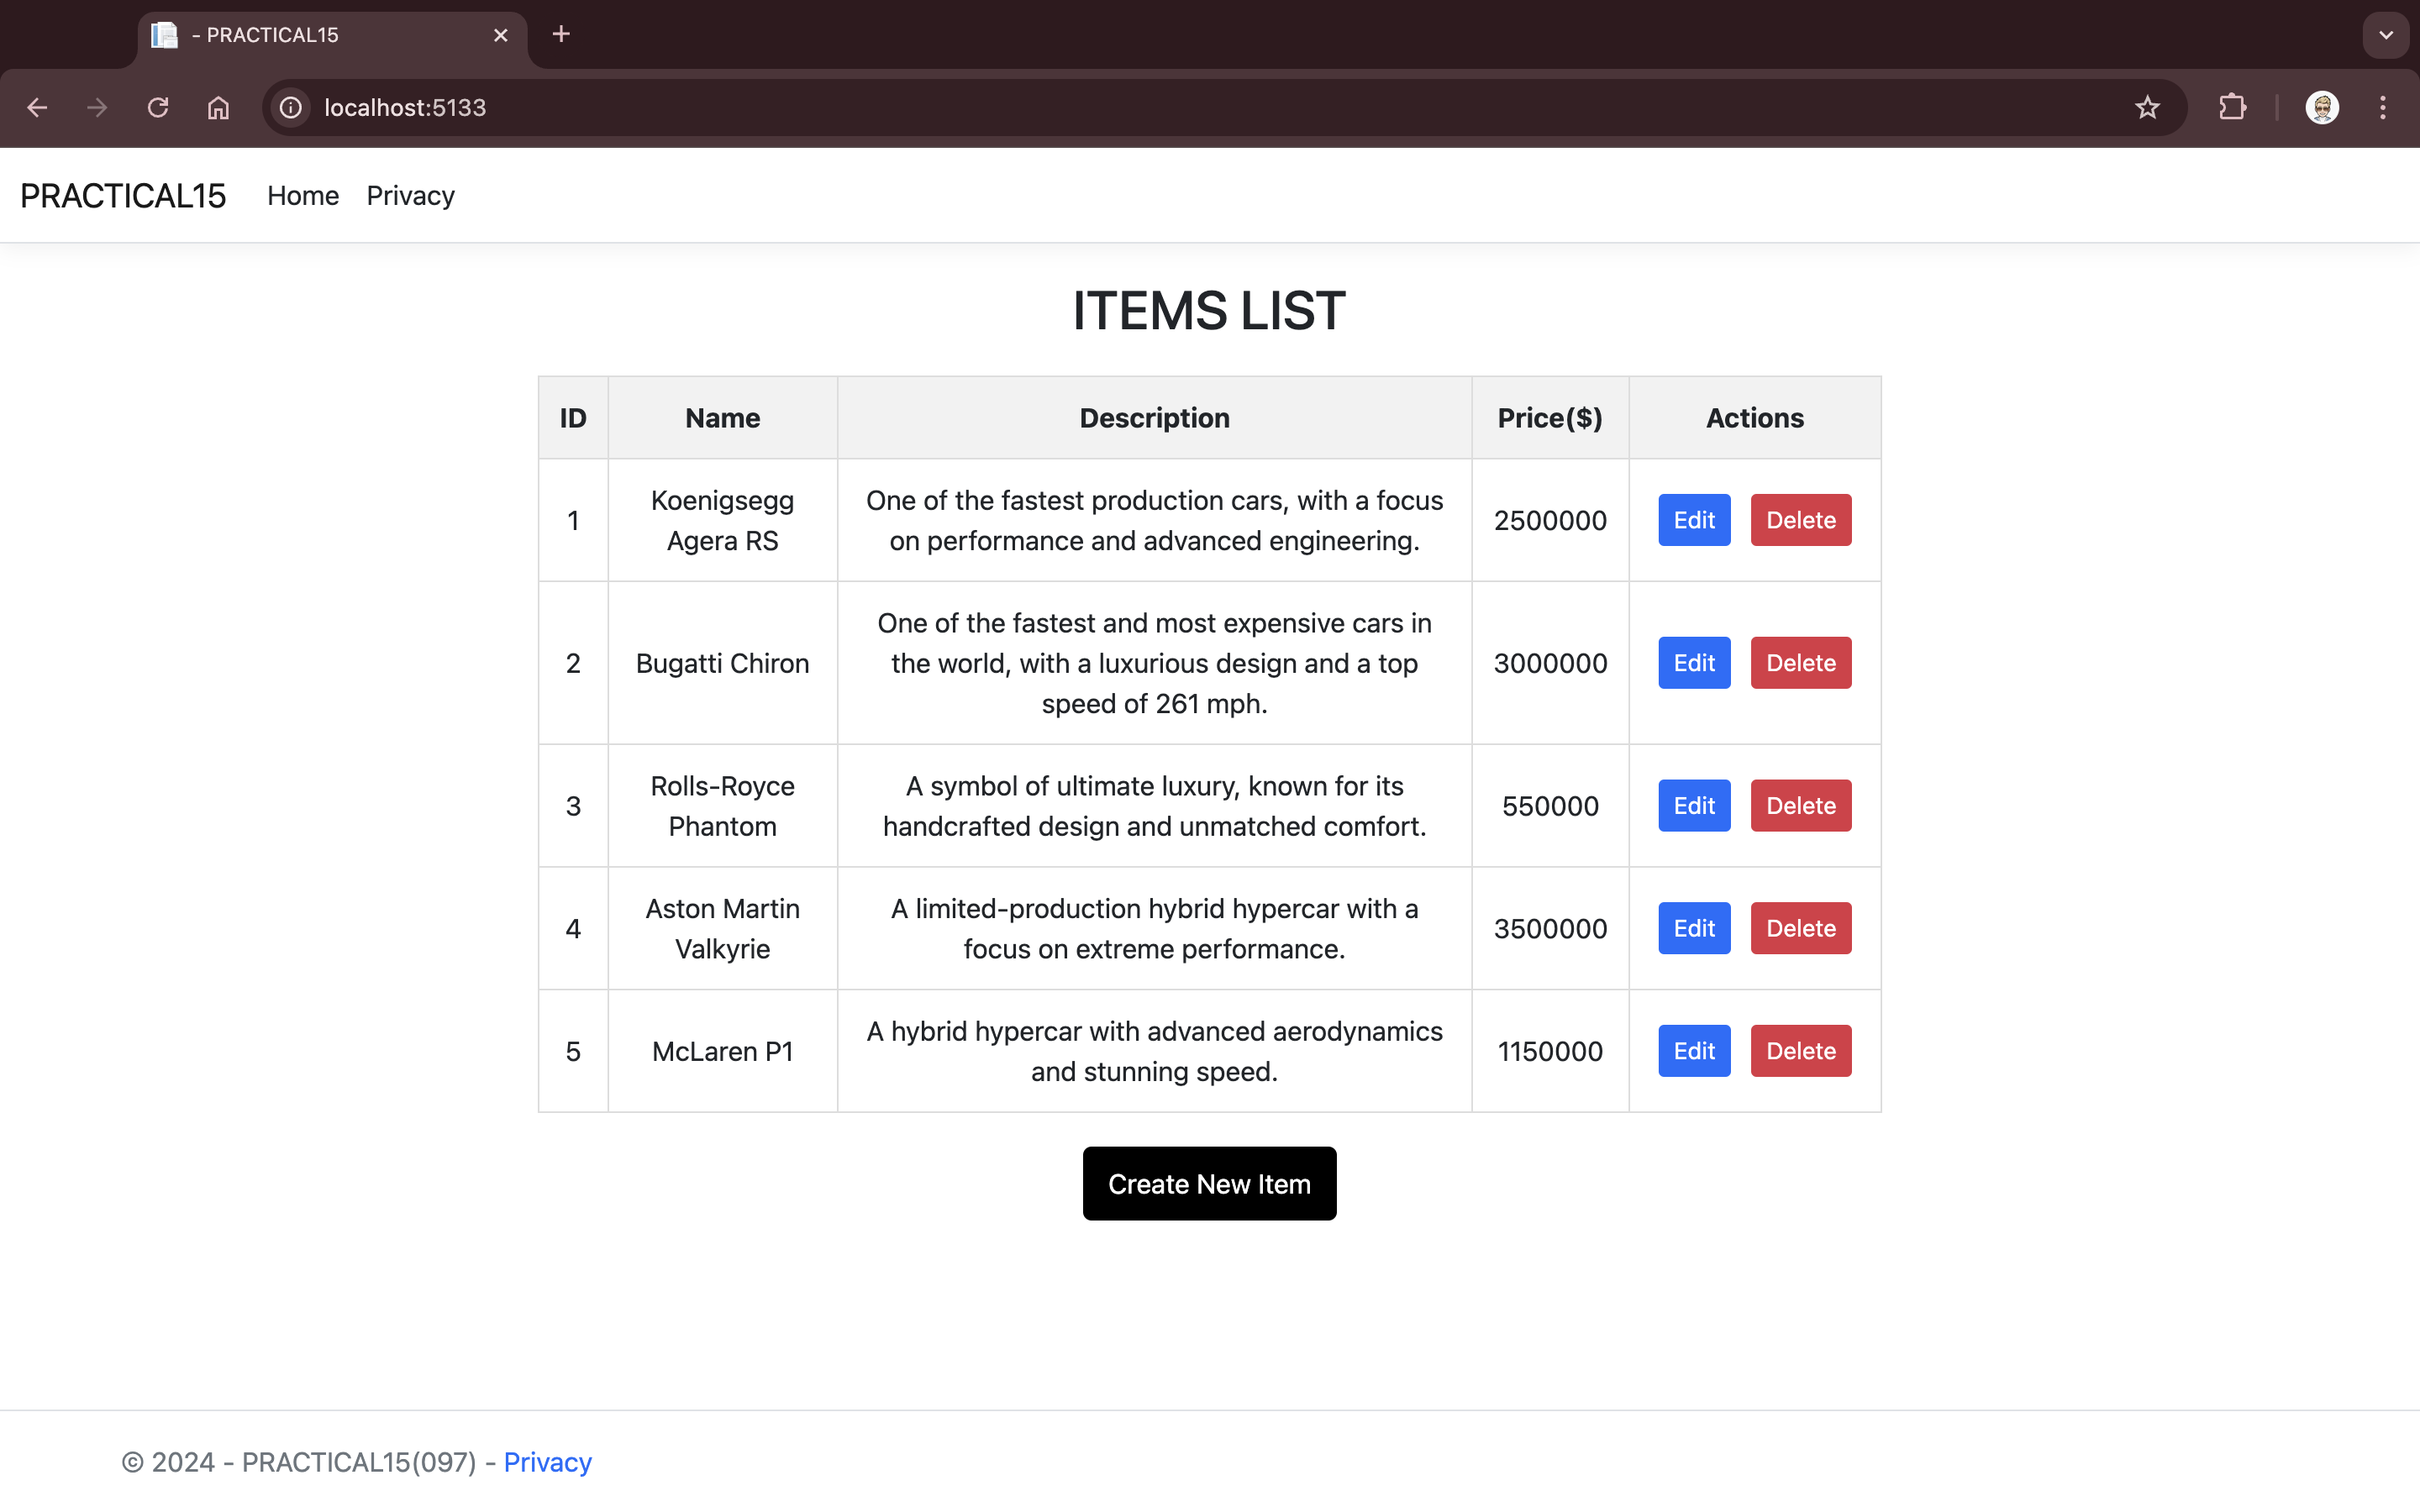 - PRACTICAL15
localhost:5133
PRACTICAL15 Home Privacy
ITEMS LIST
ID Name Description Price($) Actions
1 Koenigsegg Agera RS One of the fastest production cars, with a focus on performance and advanced engineering. 2500000 Edit Delete
2 Bugatti Chiron One of the fastest and most expensive cars in the world, with a luxurious design and a top speed of 261 mph. 3000000 Edit Delete
3 Rolls-Royce Phantom A symbol of ultimate luxury, known for its handcrafted design and unmatched comfort. 550000 Edit Delete
4 Aston Martin Valkyrie A limited-production hybrid hypercar with a focus on extreme performance. 3500000 Edit Delete
5 McLaren P1 A hybrid hypercar with advanced aerodynamics and stunning speed. 1150000 Edit Delete
Create New Item
© 2024 - PRACTICAL15(097) - Privacy